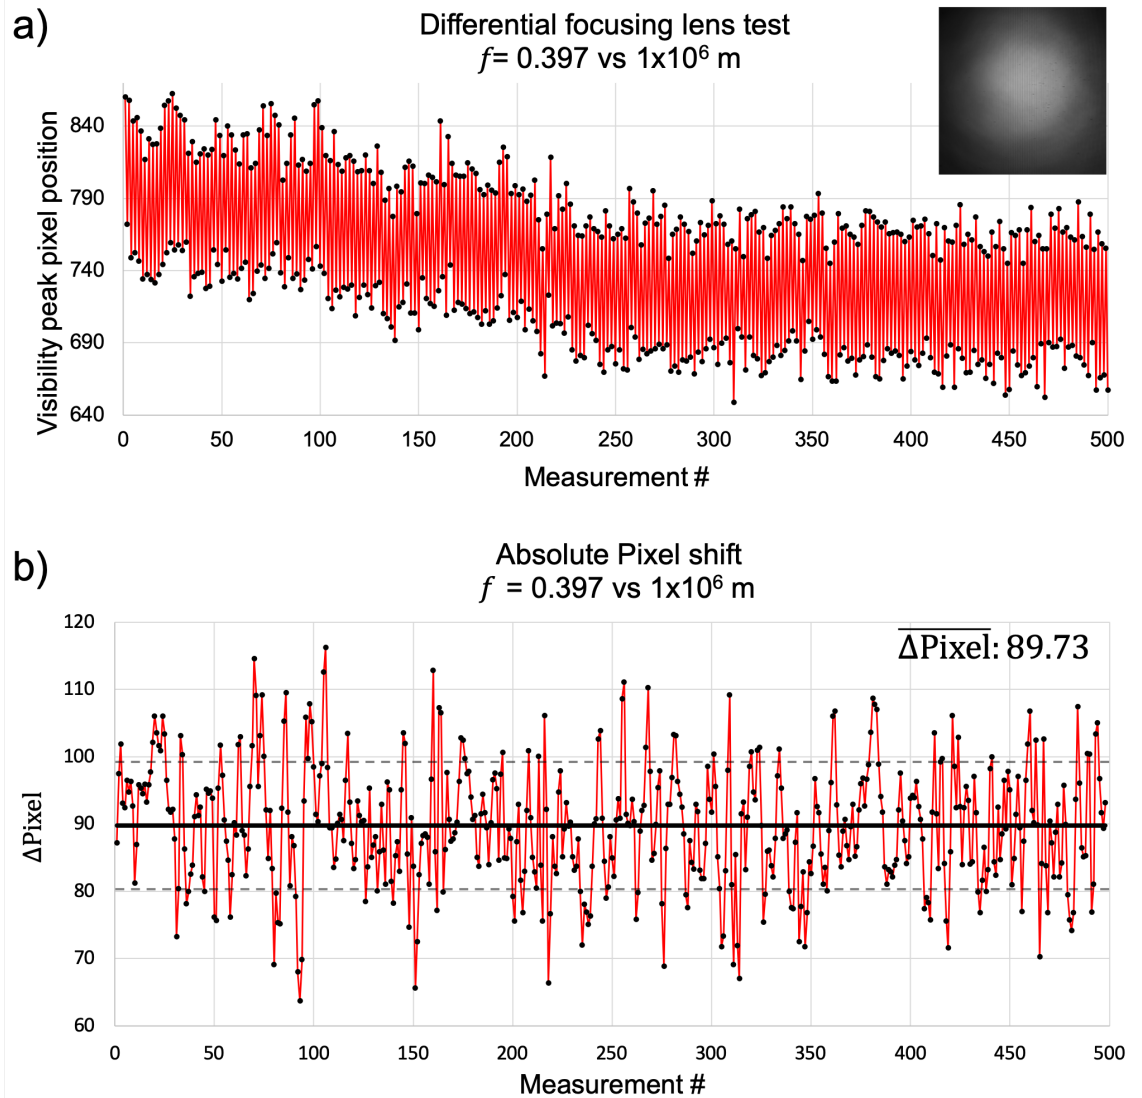 a)
Differential focusing lens test
f= 0.397 vs 1x10⁶ m
Visibility peak pixel position
840
790
740
690
640
0 50 100 150 200 250 300 350 400 450 500
Measurement #
b)
Absolute Pixel shift
f = 0.397 vs 1x10⁶ m
ΔPixel: 89.73
ΔPixel
120
110
100
90
80
70
60
0 50 100 150 200 250 300 350 400 450 500
Measurement #